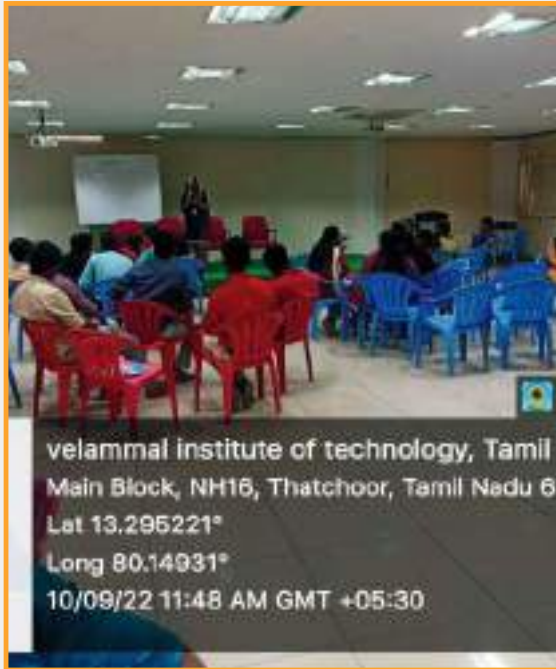 velammal institute of technology, Tamil
Main Block, NH16, Thatchoor, Tamil Nadu 6
Lat 13.295221°
Long 80.14931°
10/09/22 11:48 AM GMT +05:30